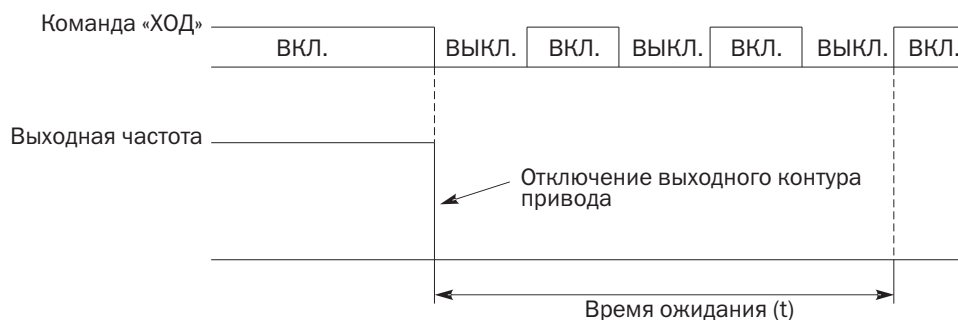 Команда «ХОД»
ВКЛ.
ВЫКЛ.
ВКЛ.
ВЫКЛ.
ВКЛ.
ВЫКЛ.
ВКЛ.
Выходная частота
Отключение выходного контура
привода
Время ожидания (t)